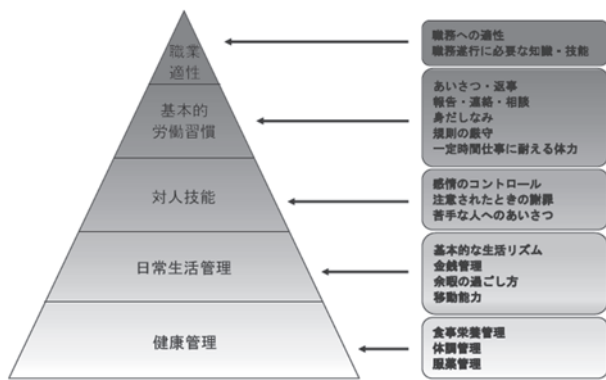 職業
適性
職務への適性
職務遂行に必要な知識・技能
基本的
労働習慣
あいさつ・返事
報告・連絡・相談
身だしなみ
規則の厳守
一定時間仕事に耐える体力
対人技能
感情のコントロール
注意されたときの謝罪
苦手な人へのあいさつ
日常生活管理
基本的な生活リズム
金銭管理
余暇の過ごし方
移動能力
健康管理
食事栄養管理
体調管理
服薬管理